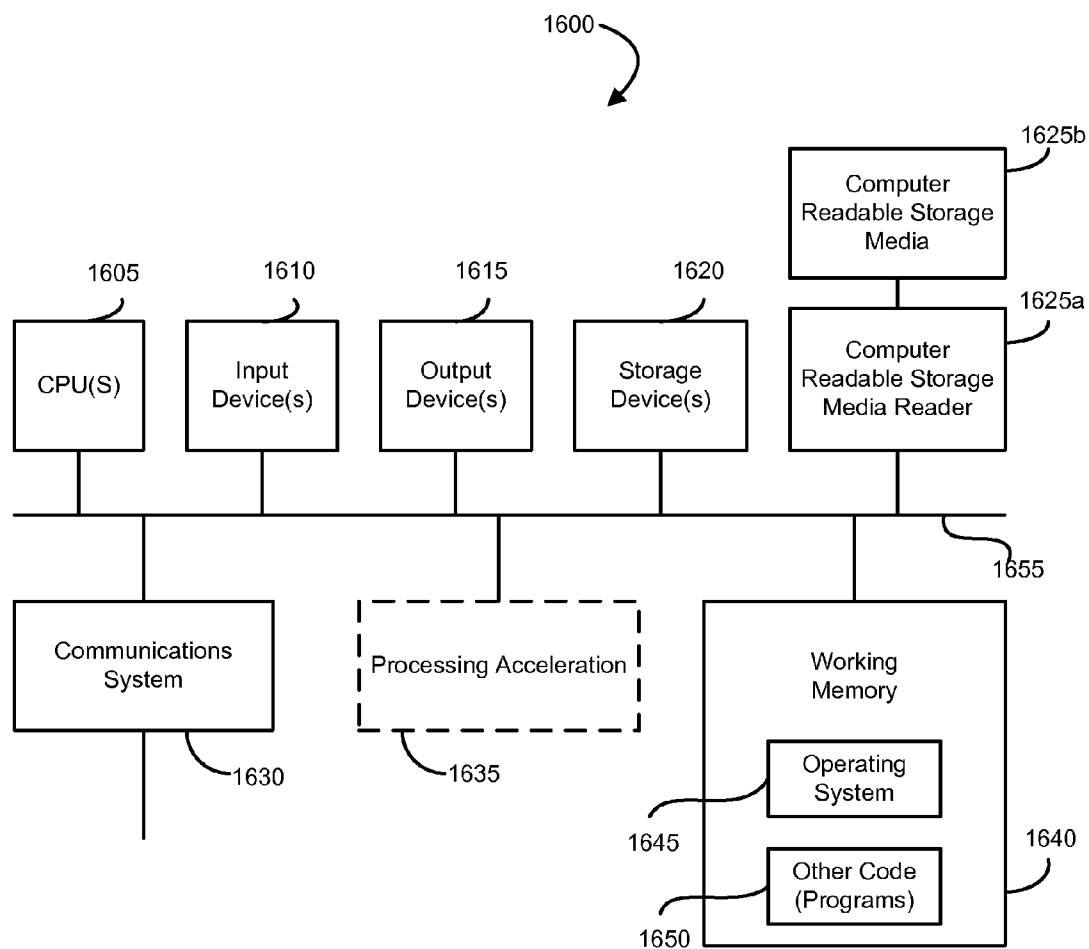 1600
1625b
Computer
Readable Storage
Media
1605
1610
1615
1620
1625a
CPU(S)
Input
Device(s)
Output
Device(s)
Storage
Device(s)
Computer
Readable Storage
Media Reader
1655
Communications
System
Processing Acceleration
Working
Memory
1630
1635
Operating
System
1645
1640
Other Code
(Programs)
1650